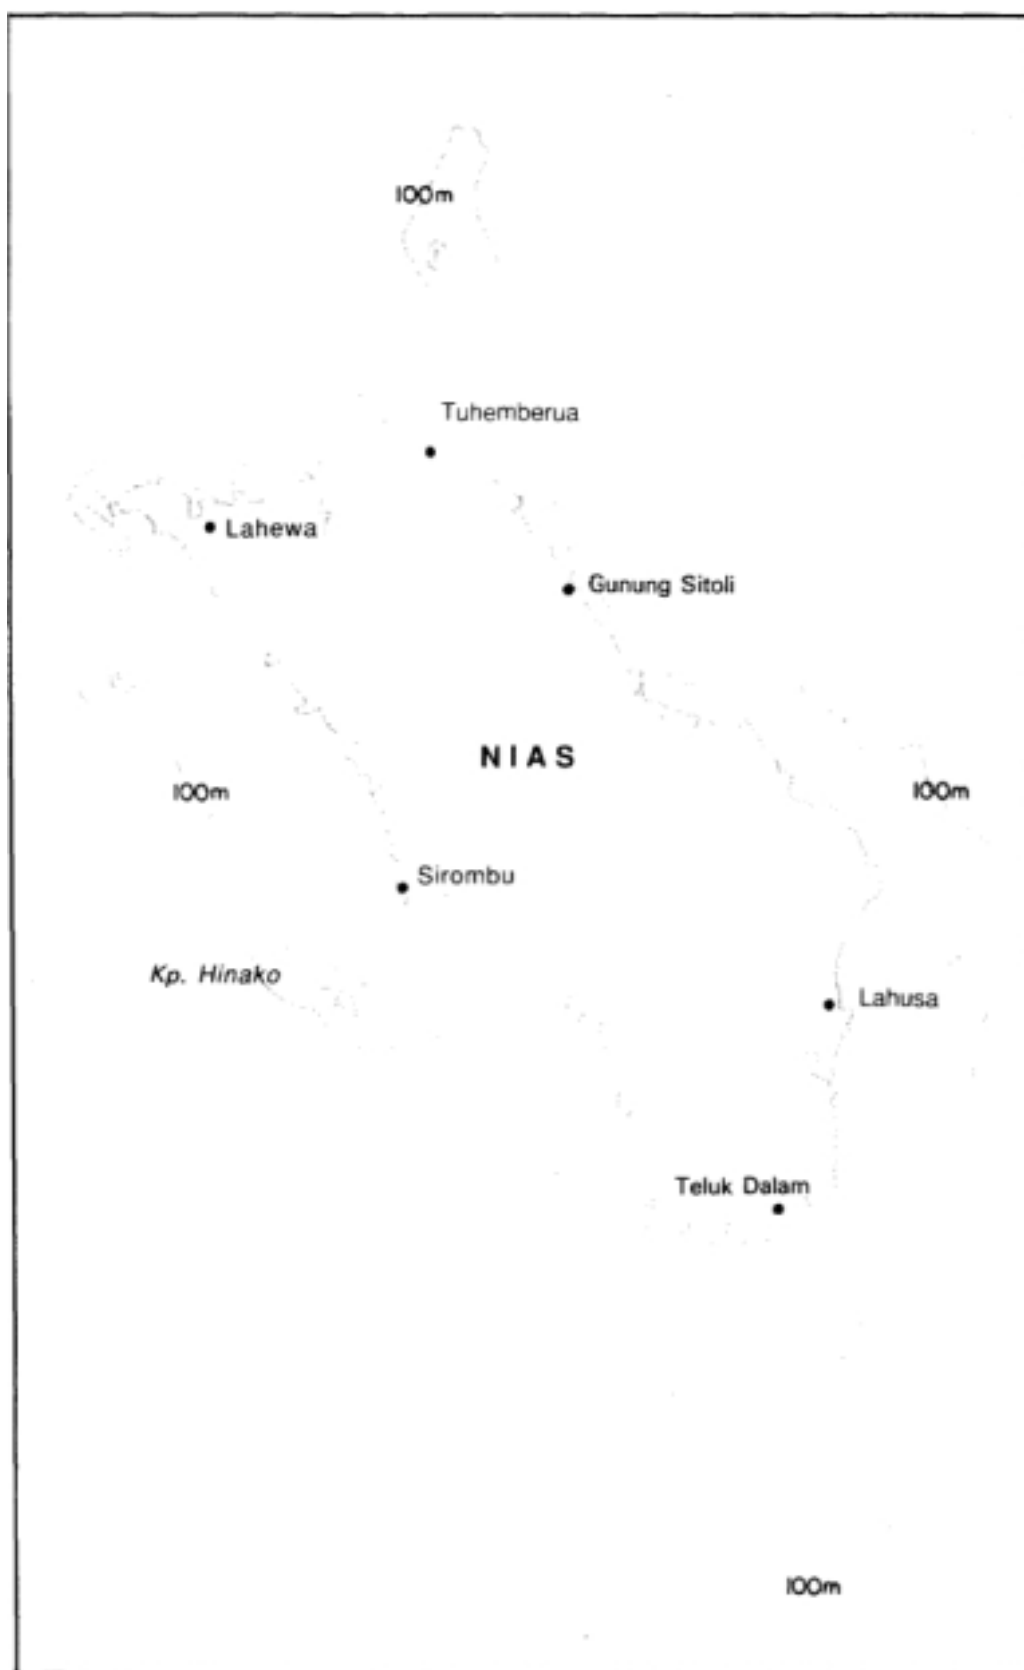 100m
Tuhemberua
Lahewa
Gunung Sitoli
NIAS
100m
100m
Sirombu
Kp. Hinako
Lahusa
Teluk Dalam
100m